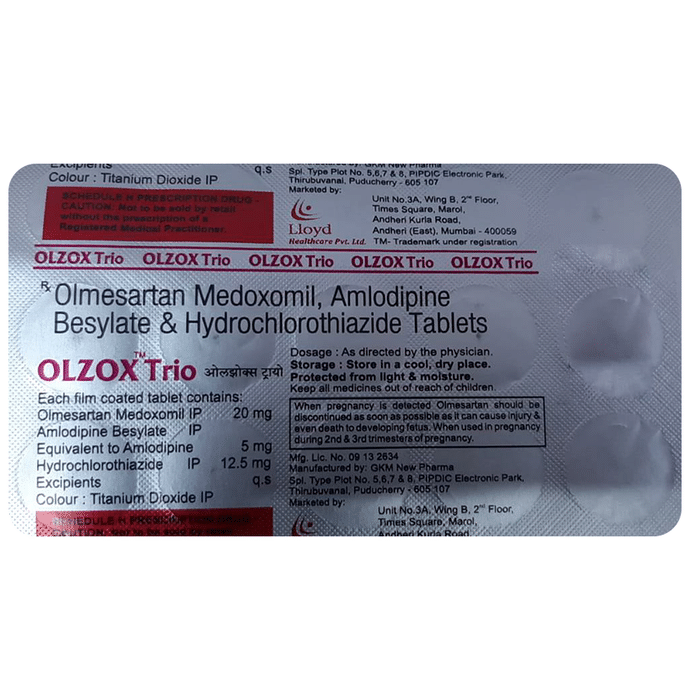 Excipients q.s
Colour : Titanium Dioxide IP
SCHEDULE H PRESCRIPTION DRUG -
CAUTION: Not to be sold by retail
without the prescription of a
Registered Medical Practitioner.
GKM New Pharma
Spl. Type Plot No. 5,6,7 & 8, PIPDIC Electronic Park,
Thirubuvanai, Puducherry - 605 107
Marketed by:
Unit No.3A, Wing B, 2nd Floor,
Times Square, Marol,
Andheri Kurla Road,
Andheri (East), Mumbai - 400059
Lloyd
Healthcare Pvt. Ltd.
TM- Trademark under registration
OLZOX Trio OLZOX Trio OLZOX Trio OLZOX Trio OLZOX Trio
Rx Olmesartan Medoxomil, Amlodipine
Besylate & Hydrochlorothiazide Tablets
OLZOX™ Trio ओलझोक्स ट्रायो
Each film coated tablet contains:
Olmesartan Medoxomil IP 20 mg
Amlodipine Besylate IP
Equivalent to Amlodipine 5 mg
Hydrochlorothiazide IP 12.5 mg
Excipients q.s
Colour : Titanium Dioxide IP
SCHEDULE H PRESCRIPTION DRUG -
Dosage : As directed by the physician.
Storage : Store in a cool, dry place.
Protected from light & moisture.
Keep all medicines out of reach of children.
When pregnancy is detected Olmesartan should be
discontinued as soon as possible as it can cause injury &
even death to developing fetus. When used in pregnancy
during 2nd & 3rd trimesters of pregnancy.
Mfg. Lic. No. 09 13 2634
Manufactured by: GKM New Pharma
Spl. Type Plot No. 5,6,7 & 8, PIPDIC Electronic Park,
Thirubuvanai, Puducherry - 605 107
Marketed by:
Unit No.3A, Wing B, 2nd Floor,
Times Square, Marol,
Andheri Kurla Road